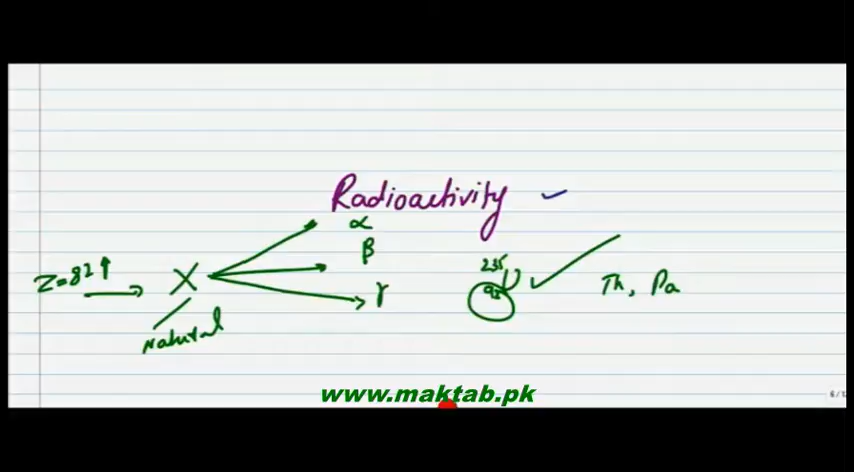 Radioactivity
α
β
Z=82↑ X γ
Natural
235
92 U Th, Pa
www.maktab.pk